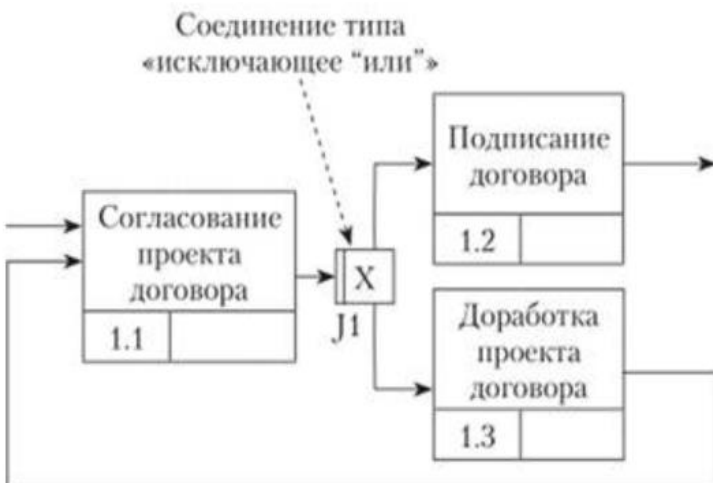 Соединение типа
«исключающее “или”»
Согласование
проекта
договора
1.1
X
J1
Подписание
договора
1.2
Доработка
проекта
договора
1.3